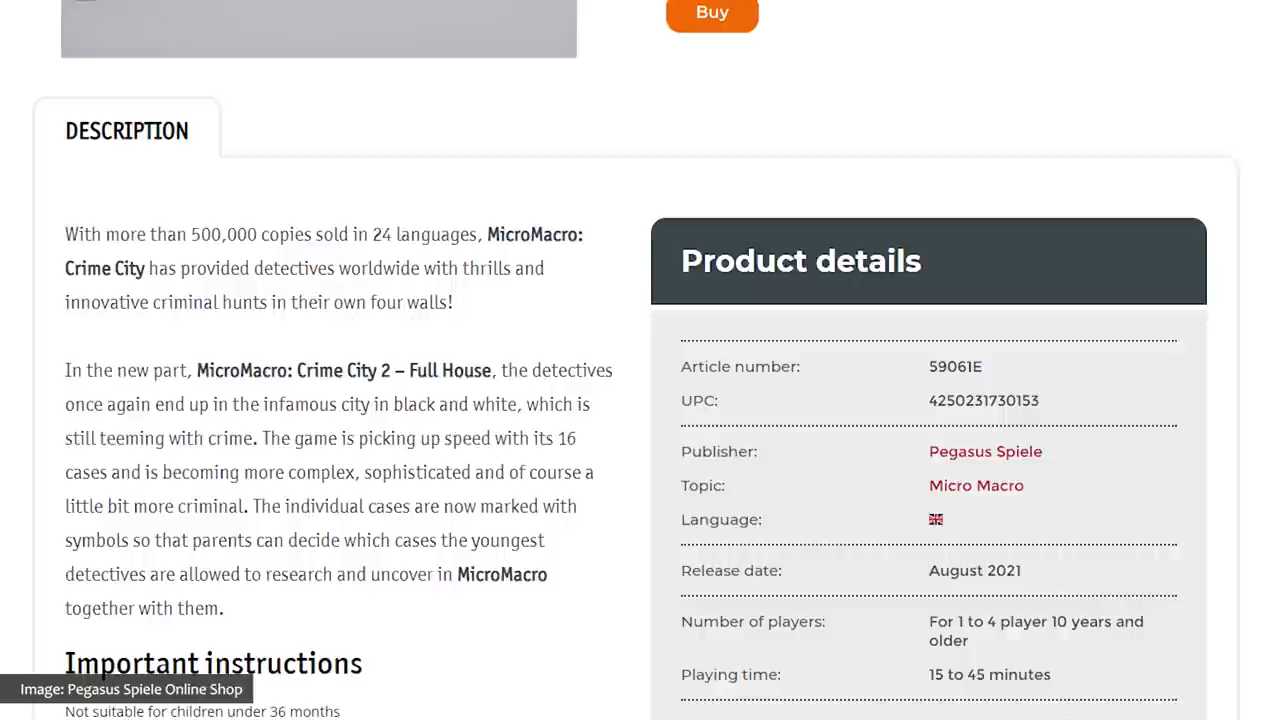 Buy
DESCRIPTION
With more than 500,000 copies sold in 24 languages, MicroMacro:
Crime City has provided detectives worldwide with thrills and
innovative criminal hunts in their own four walls!
In the new part, MicroMacro: Crime City 2 – Full House, the detectives
once again end up in the infamous city in black and white, which is
still teeming with crime. The game is picking up speed with its 16
cases and is becoming more complex, sophisticated and of course a
little bit more criminal. The individual cases are now marked with
symbols so that parents can decide which cases the youngest
detectives are allowed to research and uncover in MicroMacro
together with them.
Important instructions
Not suitable for children under 36 months
Product details
Article number: 59061E
UPC: 4250231730153
Publisher: Pegasus Spiele
Topic: Micro Macro
Language:
Release date: August 2021
Number of players: For 1 to 4 player 10 years and
older
Playing time: 15 to 45 minutes
Image: Pegasus Spiele Online Shop